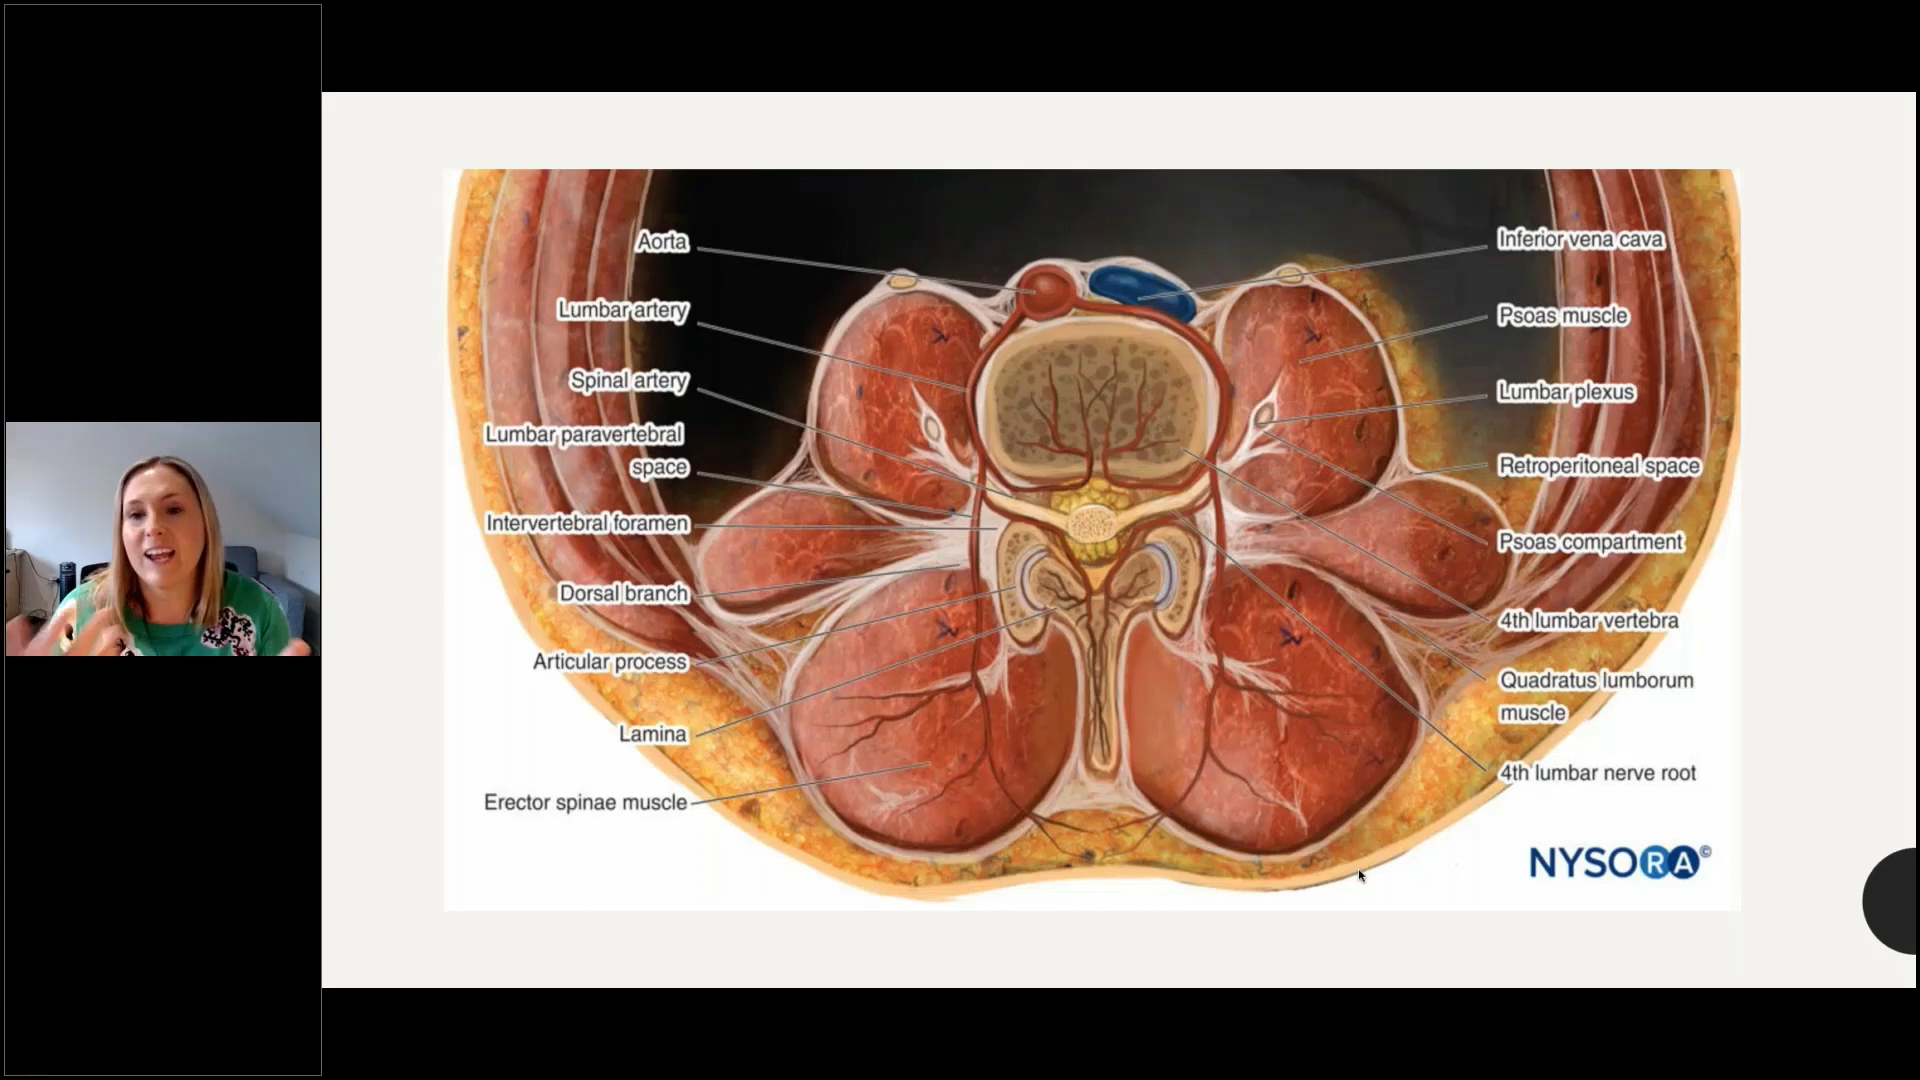 Aorta
Lumbar artery
Spinal artery
Lumbar paravertebral
space
Intervertebral foramen
Dorsal branch
Articular process
Lamina
Erector spinae muscle
Inferior vena cava
Psoas muscle
Lumbar plexus
Retroperitoneal space
Psoas compartment
4th lumbar vertebra
Quadratus lumborum
muscle
4th lumbar nerve root
NYSORA©